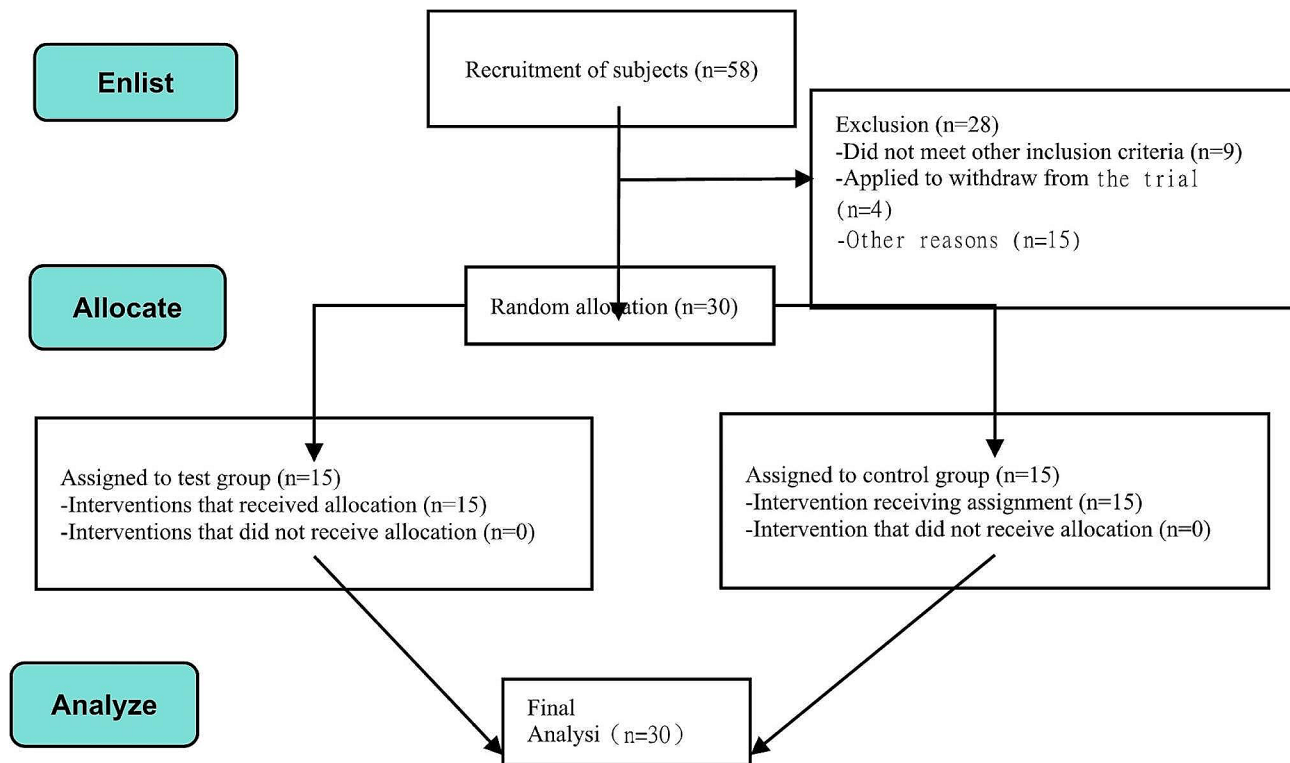 Enlist
Recruitment of subjects (n=58)
Exclusion (n=28)
-Did not meet other inclusion criteria (n=9)
-Applied to withdraw from the trial
(n=4)
-Other reasons (n=15)
Allocate
Random allocation (n=30)
Assigned to test group (n=15)
-Interventions that received allocation (n=15)
-Interventions that did not receive allocation (n=0)
Assigned to control group (n=15)
-Intervention receiving assignment (n=15)
-Intervention that did not receive allocation (n=0)
Analyze
Final
Analysi（n=30）